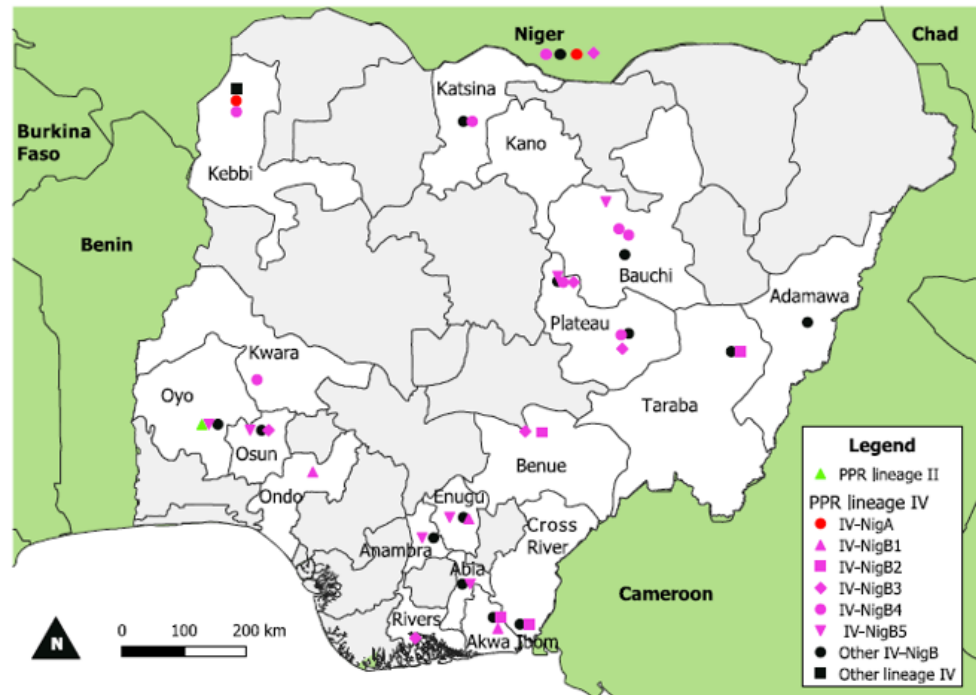 Niger
Chad
Katsina
Burkina
Faso
Kano
Kebbi
Benin
Bauchi
Adamawa
Plateau
Kwara
Oyo
Taraba
Osun
Benue
Ondo
Enugu
Cross
River
Anambra
Abia
Cameroon
Rivers
Akwa Ibom
N
0 100 200 km
Legend
PPR lineage II
PPR lineage IV
IV-NigA
IV-NigB1
IV-NigB2
IV-NigB3
IV-NigB4
IV-NigB5
Other IV-NigB
Other lineage IV